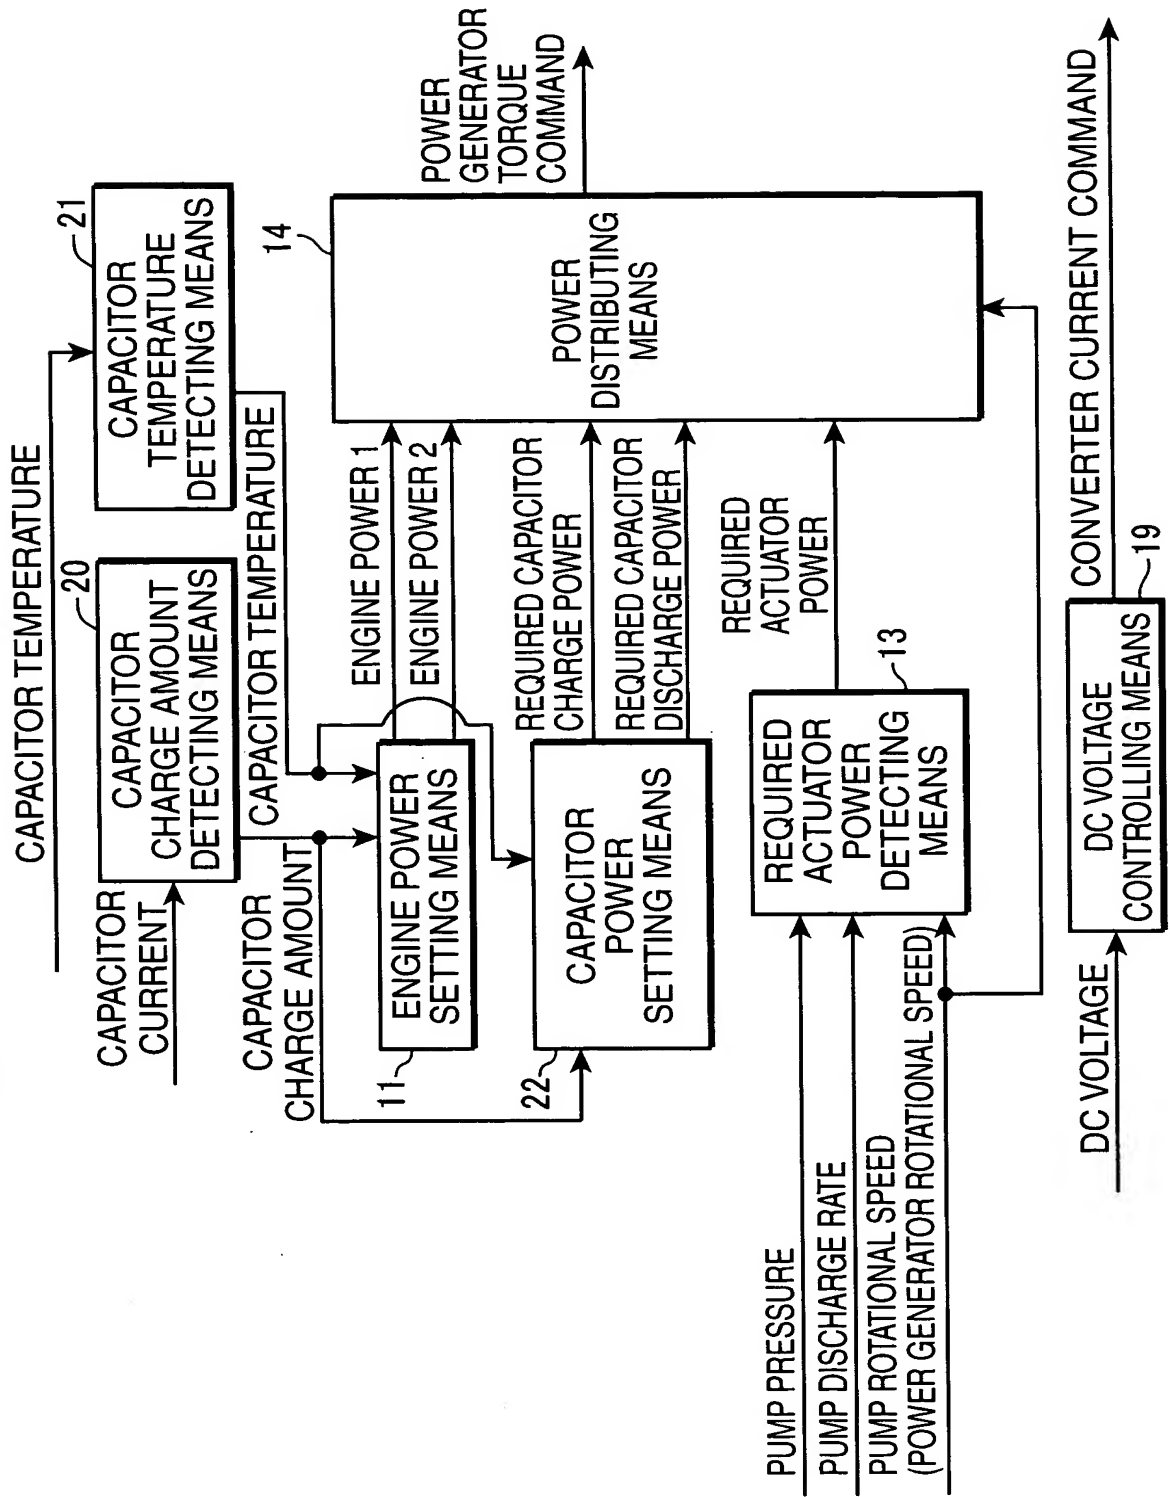 CAPACITOR TEMPERATURE
CAPACITOR
CURRENT
20
CAPACITOR
CHARGE AMOUNT
DETECTING MEANS
21
CAPACITOR
TEMPERATURE
DETECTING MEANS
CAPACITOR
CHARGE AMOUNT
CAPACITOR TEMPERATURE
11
ENGINE POWER
SETTING MEANS
ENGINE POWER 1
ENGINE POWER 2
22
CAPACITOR
POWER
SETTING MEANS
REQUIRED CAPACITOR
CHARGE POWER
REQUIRED CAPACITOR
DISCHARGE POWER
14
POWER
DISTRIBUTING
MEANS
POWER
GENERATOR
TORQUE
COMMAND
PUMP PRESSURE
PUMP DISCHARGE RATE
PUMP ROTATIONAL SPEED
(POWER GENERATOR ROTATIONAL SPEED)
REQUIRED
ACTUATOR
POWER
DETECTING
MEANS
13
REQUIRED
ACTUATOR
POWER
DC VOLTAGE
DC VOLTAGE
CONTROLLING MEANS
19
CONVERTER CURRENT COMMAND